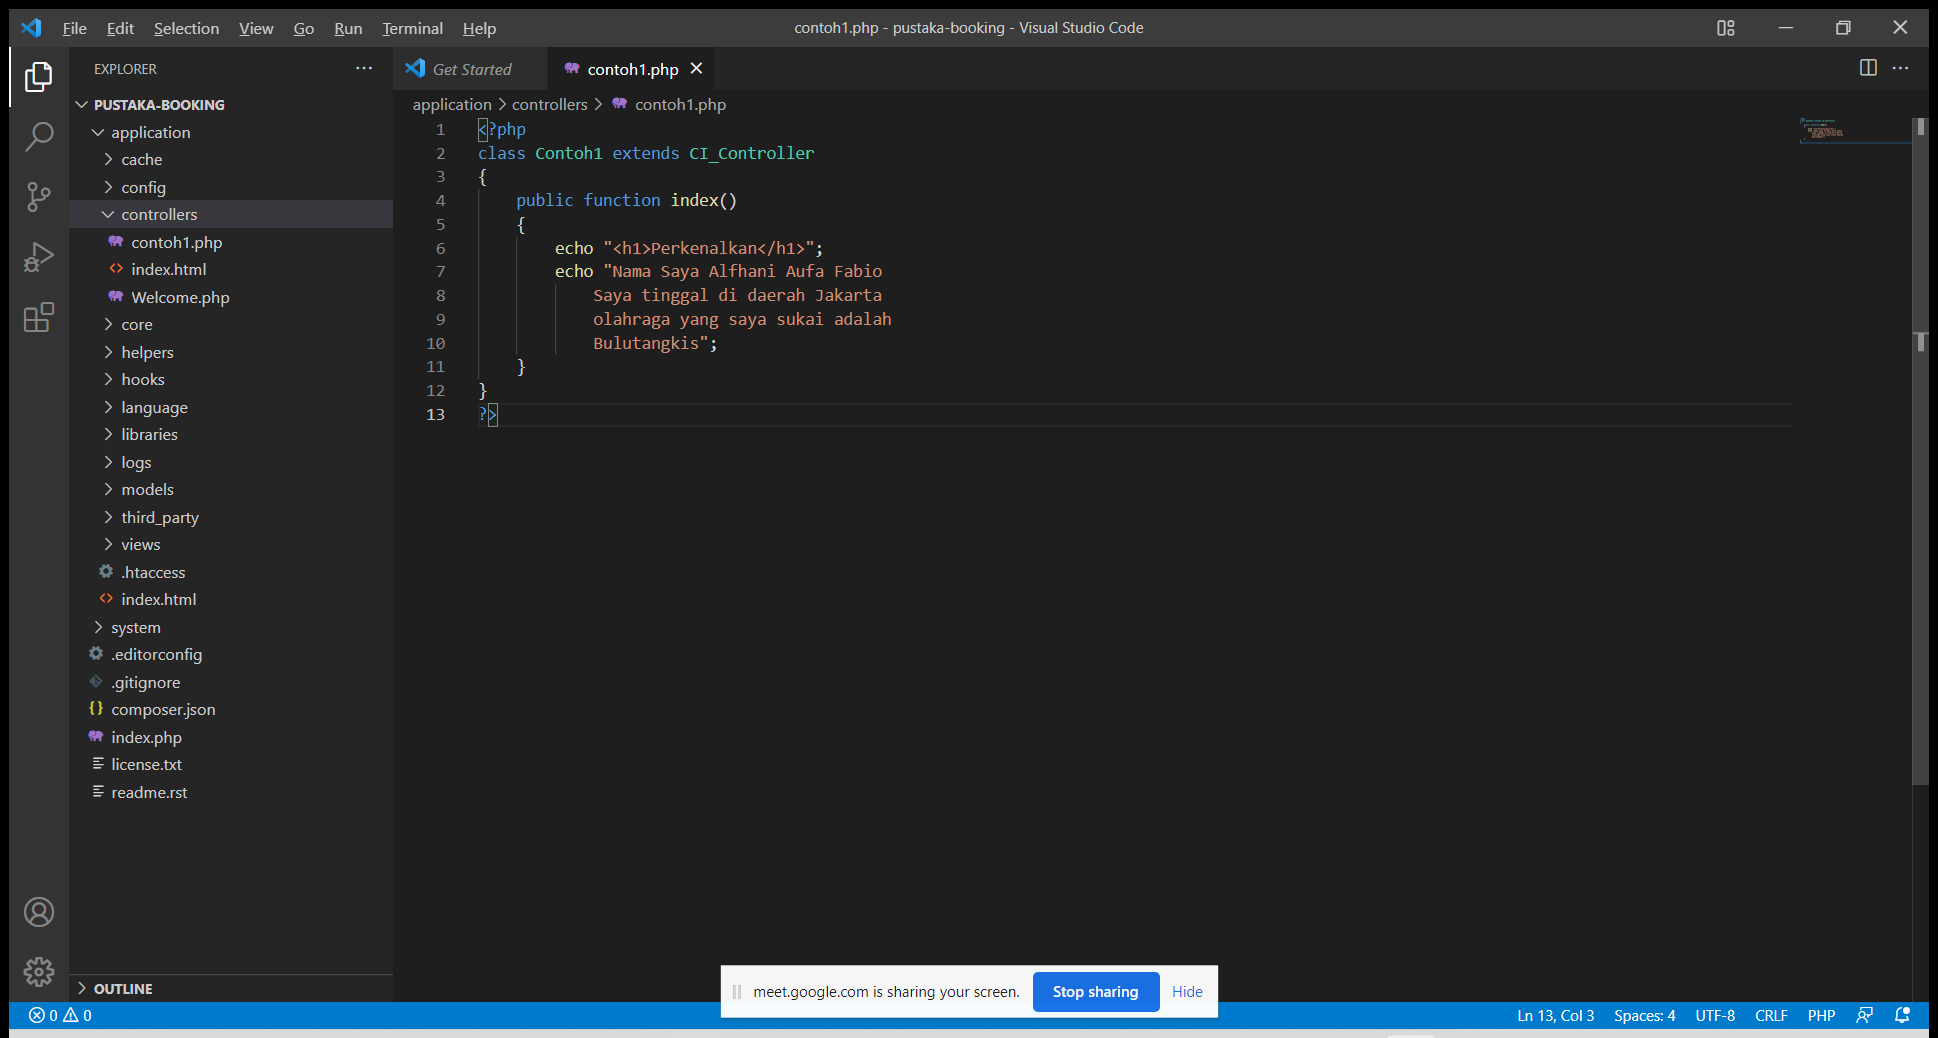 File Edit Selection View Go Run Terminal Help
contoh1.php - pustaka-booking - Visual Studio Code
EXPLORER
PUSTAKA-BOOKING
application
cache
config
controllers
contoh1.php
index.html
Welcome.php
core
helpers
hooks
language
libraries
logs
models
third_party
views
.htaccess
index.html
system
.editorconfig
.gitignore
composer.json
index.php
license.txt
readme.rst
OUTLINE
Get Started
contoh1.php
application > controllers > contoh1.php
1 <?php
2 class Contoh1 extends CI_Controller
3 {
4 public function index()
5 {
6 echo "<h1>Perkenalkan</h1>";
7 echo "Nama Saya Alfhani Aufa Fabio
8 Saya tinggal di daerah Jakarta
9 olahraga yang saya sukai adalah
10 Bulutangkis";
11 }
12 }
13 ?>
meet.google.com is sharing your screen. Stop sharing Hide
0 0
Ln 13, Col 3 Spaces: 4 UTF-8 CRLF PHP